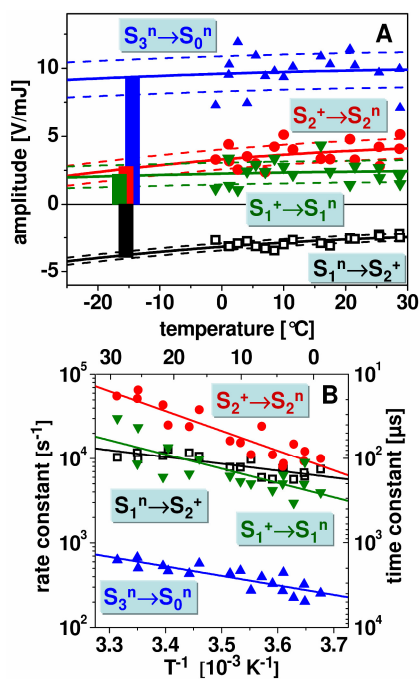 A
S₃ⁿ→S₀ⁿ
S₂⁺→S₂ⁿ
S₁⁺→S₁ⁿ
S₁ⁿ→S₂⁺
amplitude [V/mJ]
15
10
5
0
-5
-20 -10 0 10 20 30
temperature [°C]
30 20 10 0
B
S₂⁺→S₂ⁿ
S₁ⁿ→S₂⁺
S₁⁺→S₁ⁿ
S₃ⁿ→S₀ⁿ
rate constant [s⁻¹]
10⁵
10⁴
10³
10²
time constant [µs]
10¹
10²
10³
10⁴
3.3 3.4 3.5 3.6 3.7
T⁻¹ [10⁻³ K⁻¹]